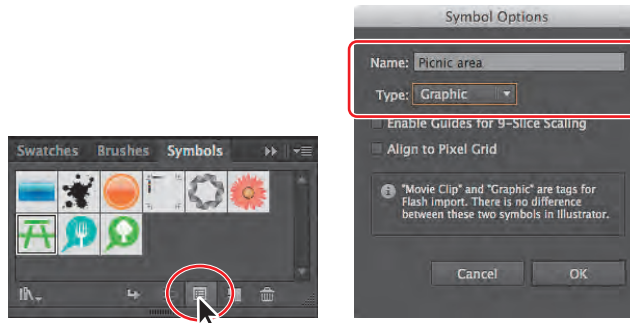 Symbol Options
Name: Picnic area
Type: Graphic
Enable Guides for 9-Slice Scaling
Align to Pixel Grid
"Movie Clip" and "Graphic" are tags for
Flash import. There is no difference
between these two symbols in Illustrator.
Cancel OK
Swatches Brushes Symbols